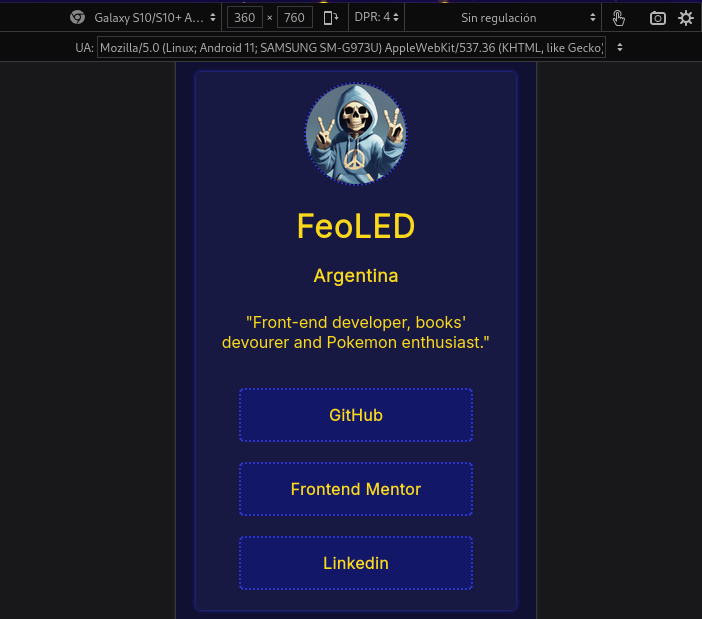 Galaxy S10/S10+ A... 360 × 760 DPR: 4 Sin regulación
UA: Mozilla/5.0 (Linux; Android 11; SAMSUNG SM-G973U) AppleWebKit/537.36 (KHTML, like Gecko)
FeoLED
Argentina
"Front-end developer, books'
devourer and Pokemon enthusiast."
GitHub
Frontend Mentor
Linkedin